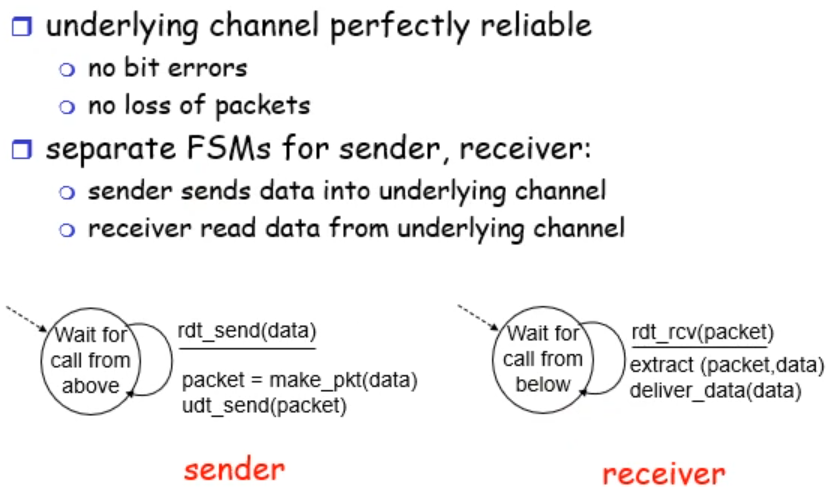 underlying channel perfectly reliable
no bit errors
no loss of packets
separate FSMs for sender, receiver:
sender sends data into underlying channel
receiver read data from underlying channel
Wait for
call from
above
rdt_send(data)
packet = make_pkt(data)
udt_send(packet)
sender
Wait for
call from
below
rdt_rcv(packet)
extract (packet,data)
deliver_data(data)
receiver